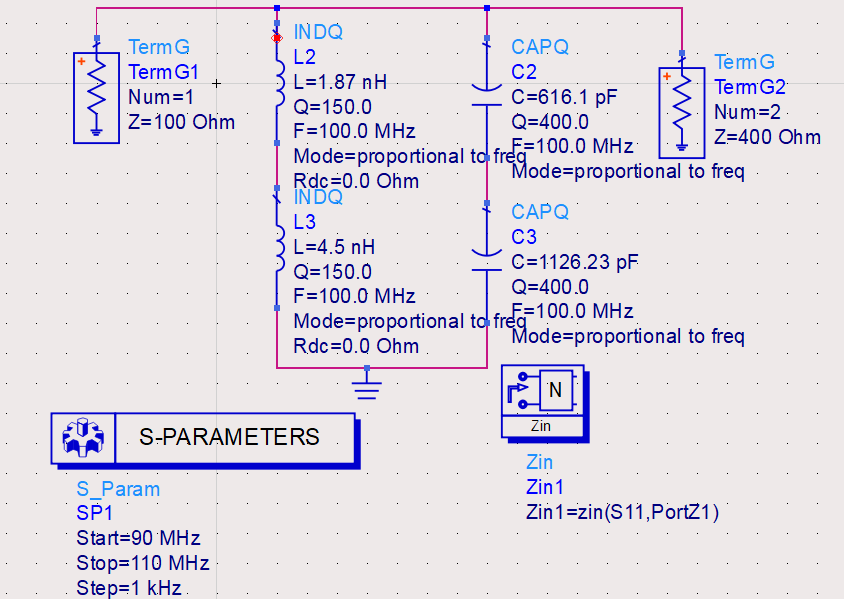 TermG
TermG1
Num=1
Z=100 Ohm
INDQ
L2
L=1.87 nH
Q=150.0
F=100.0 MHz
Mode=proportional to freq
Rdc=0.0 Ohm
CAPQ
C2
C=616.1 pF
Q=400.0
F=100.0 MHz
Mode=proportional to freq
TermG
TermG2
Num=2
Z=400 Ohm
INDQ
L3
L=4.5 nH
Q=150.0
F=100.0 MHz
Mode=proportional to freq
Rdc=0.0 Ohm
CAPQ
C3
C=1126.23 pF
Q=400.0
F=100.0 MHz
Mode=proportional to freq
N
Zin
Zin
Zin1
Zin1=zin(S11,PortZ1)
S-PARAMETERS
S_Param
SP1
Start=90 MHz
Stop=110 MHz
Step=1 kHz